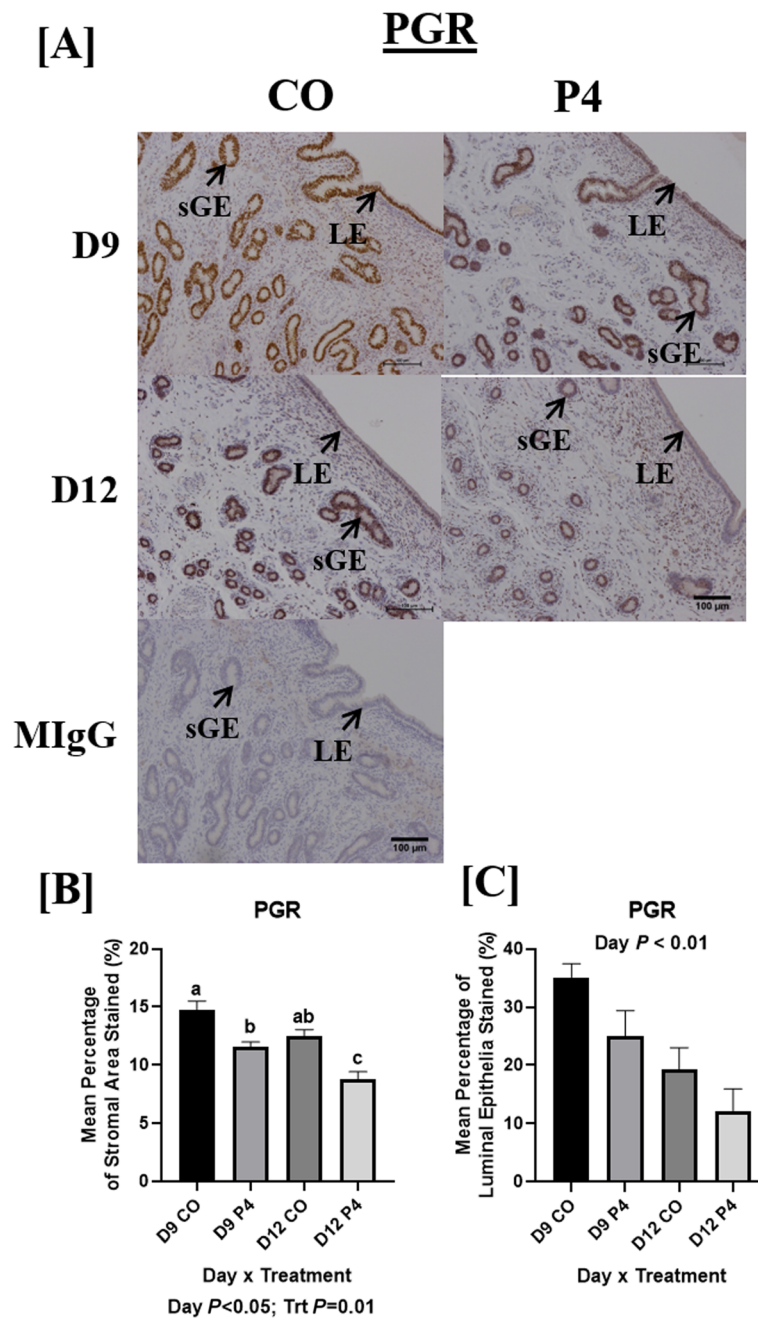 [A]
PGR
CO
P4
D9
sGE
LE
LE
sGE
D12
LE
sGE
sGE
LE
100 µm
MIgG
sGE
LE
100 µm
[B]
PGR
Mean Percentage
of Stromal Area Stained (%)
20
15
10
5
0
a
b
ab
c
D9 CO
D9 P4
D12 CO
D12 P4
Day x Treatment
Day P<0.05; Trt P=0.01
[C]
PGR
Day P < 0.01
Mean Percentage of
Luminal Epithelia Stained (%)
40
30
20
10
0
D9 CO
D9 P4
D12 CO
D12 P4
Day x Treatment